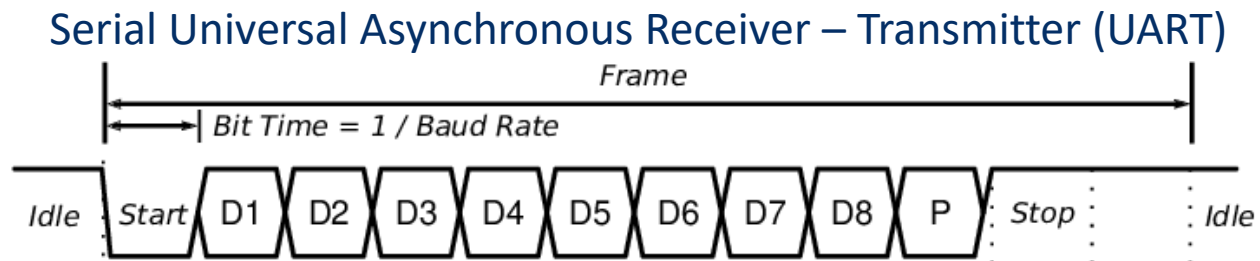 Serial Universal Asynchronous Receiver – Transmitter (UART)
Frame
Bit Time = 1 / Baud Rate
Idle Start D1 D2 D3 D4 D5 D6 D7 D8 P Stop Idle